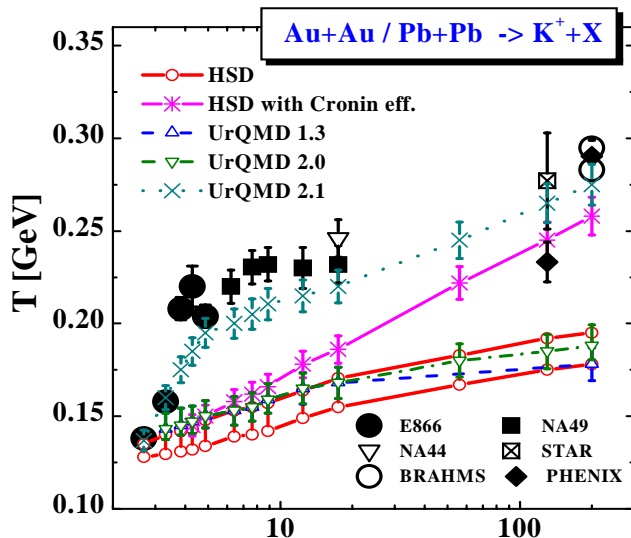 Au+Au / Pb+Pb -> K⁺+X
HSD
HSD with Cronin eff.
UrQMD 1.3
UrQMD 2.0
UrQMD 2.1
T [GeV]
0.35
0.30
0.25
0.20
0.15
0.10
E866
NA49
NA44
STAR
BRAHMS
PHENIX
10
100